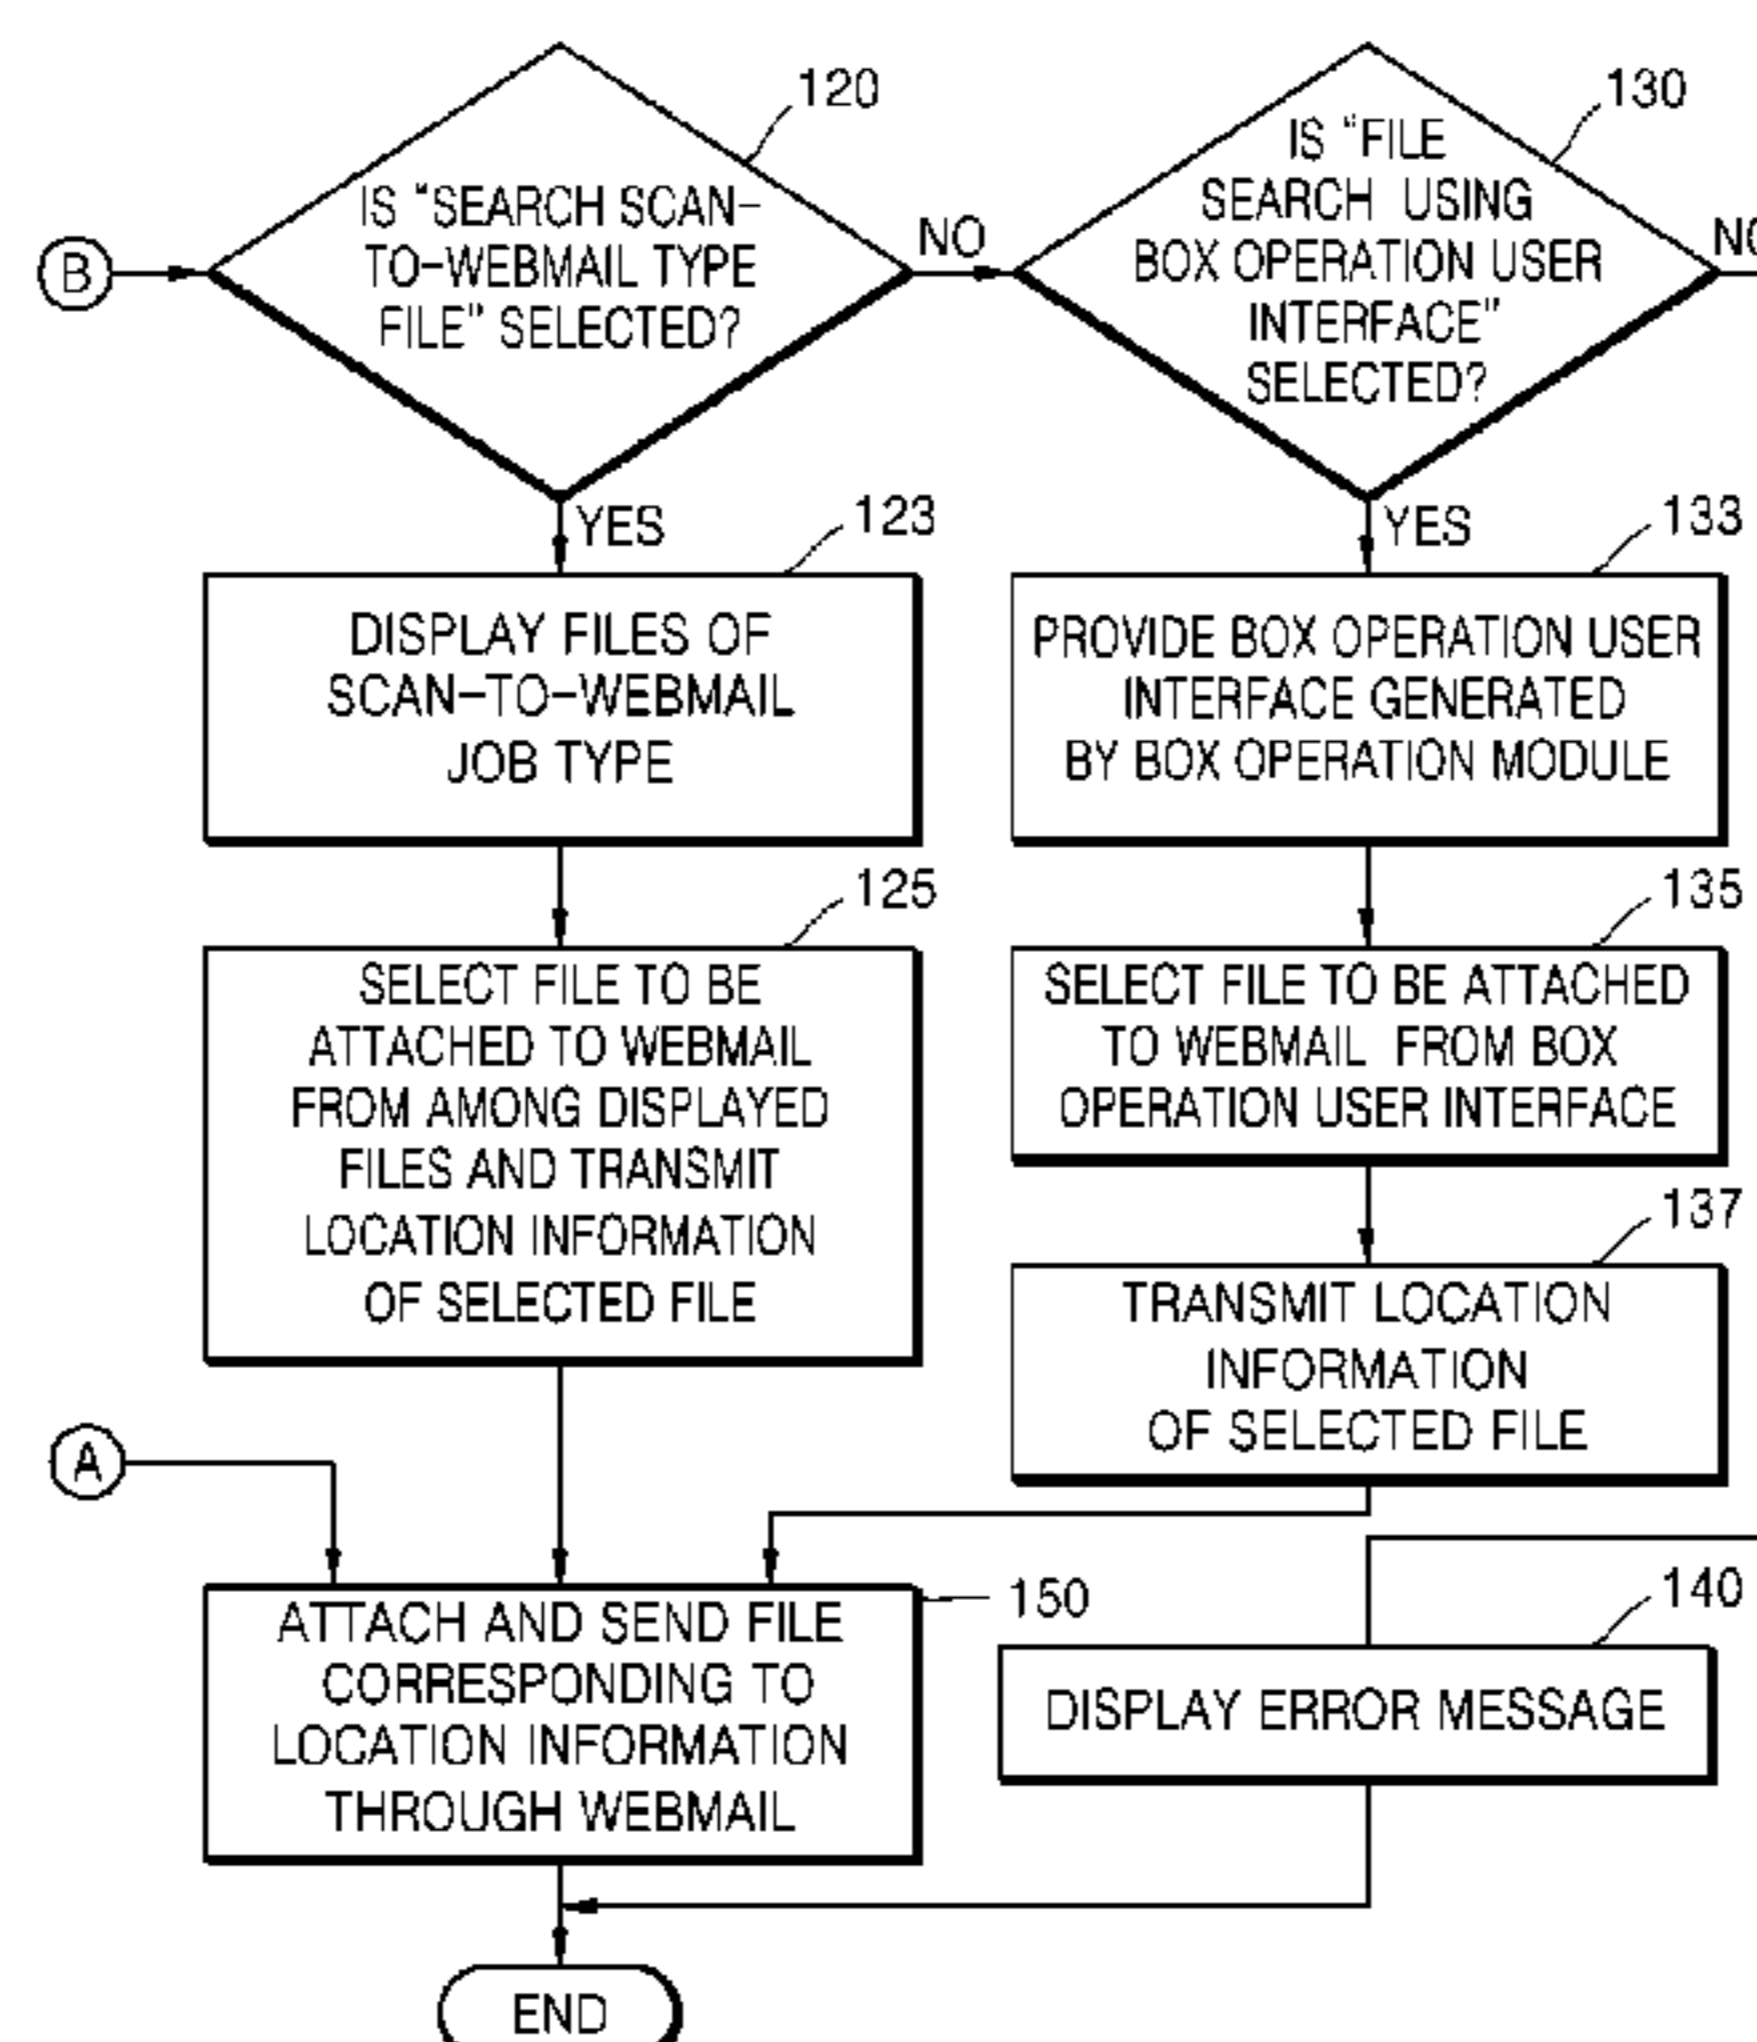 120
IS "SEARCH SCAN-
TO-WEBMAIL TYPE
FILE" SELECTED?
B
NO
YES
130
IS "FILE
SEARCH USING
BOX OPERATION USER
INTERFACE"
SELECTED?
NO
YES
123
DISPLAY FILES OF
SCAN-TO-WEBMAIL
JOB TYPE
133
PROVIDE BOX OPERATION USER
INTERFACE GENERATED
BY BOX OPERATION MODULE
125
SELECT FILE TO BE
ATTACHED TO WEBMAIL
FROM AMONG DISPLAYED
FILES AND TRANSMIT
LOCATION INFORMATION
OF SELECTED FILE
135
SELECT FILE TO BE ATTACHED
TO WEBMAIL FROM BOX
OPERATION USER INTERFACE
137
TRANSMIT LOCATION
INFORMATION
OF SELECTED FILE
A
150
ATTACH AND SEND FILE
CORRESPONDING TO
LOCATION INFORMATION
THROUGH WEBMAIL
140
DISPLAY ERROR MESSAGE
END